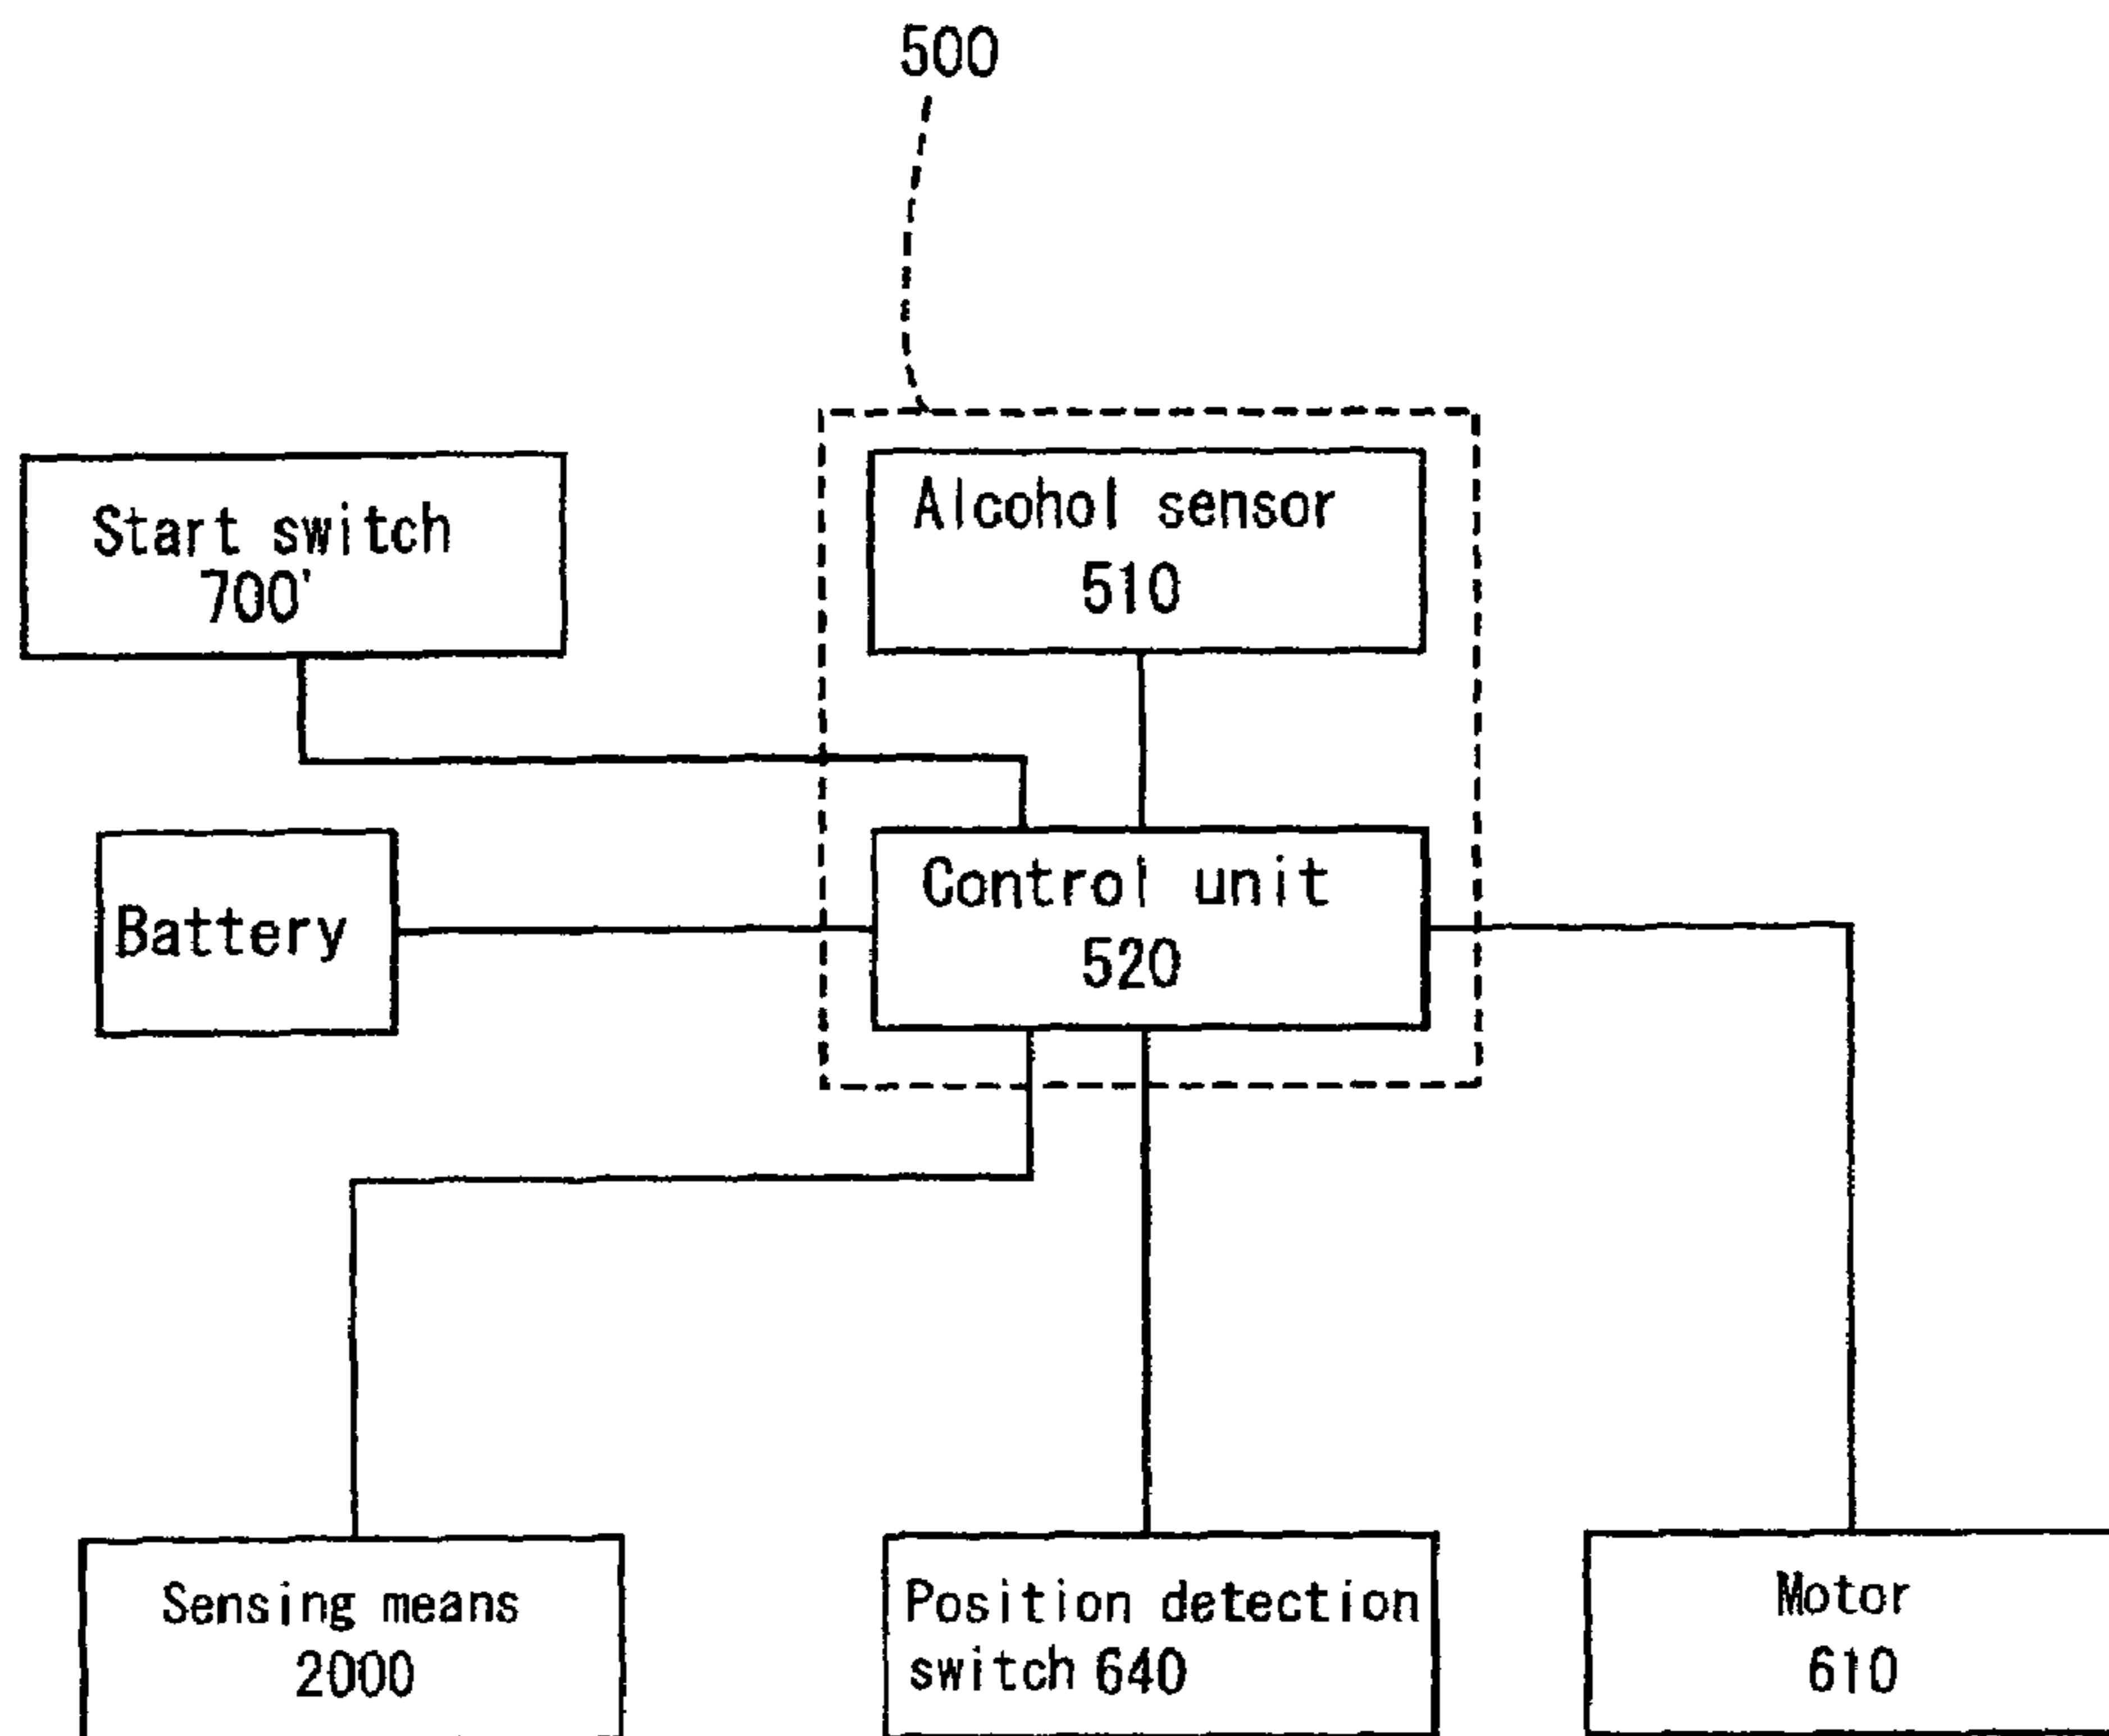 500
Start switch
700'
Alcohol sensor
510
Battery
Control unit
520
Sensing means
2000
Position detection
switch 640
Motor
610